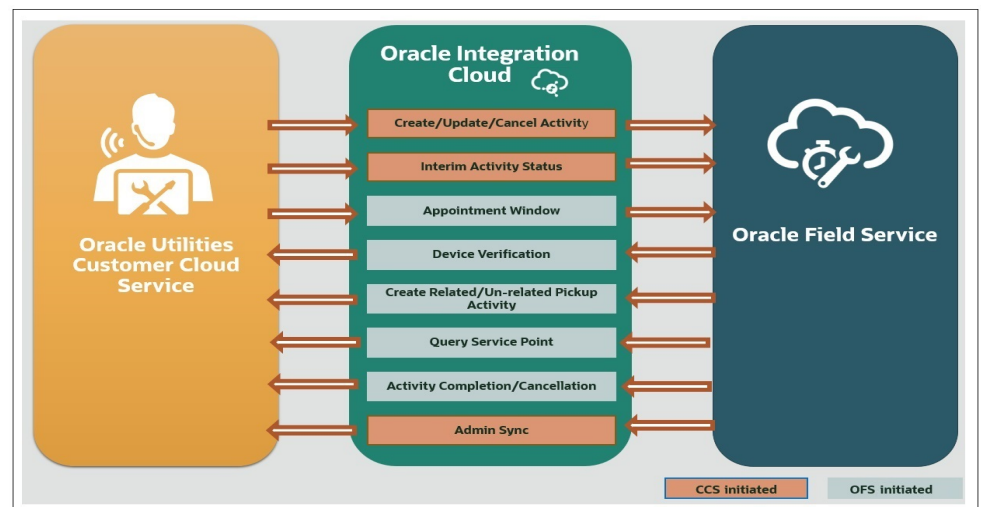 Oracle Integration
Cloud
Create/Update/Cancel Activity
Interim Activity Status
Appointment Window
Oracle Utilities
Customer Cloud
Service
Device Verification
Create Related/Un-related Pickup
Activity
Query Service Point
Activity Completion/Cancellation
Admin Sync
Oracle Field Service
CCS initiated
OFS initiated